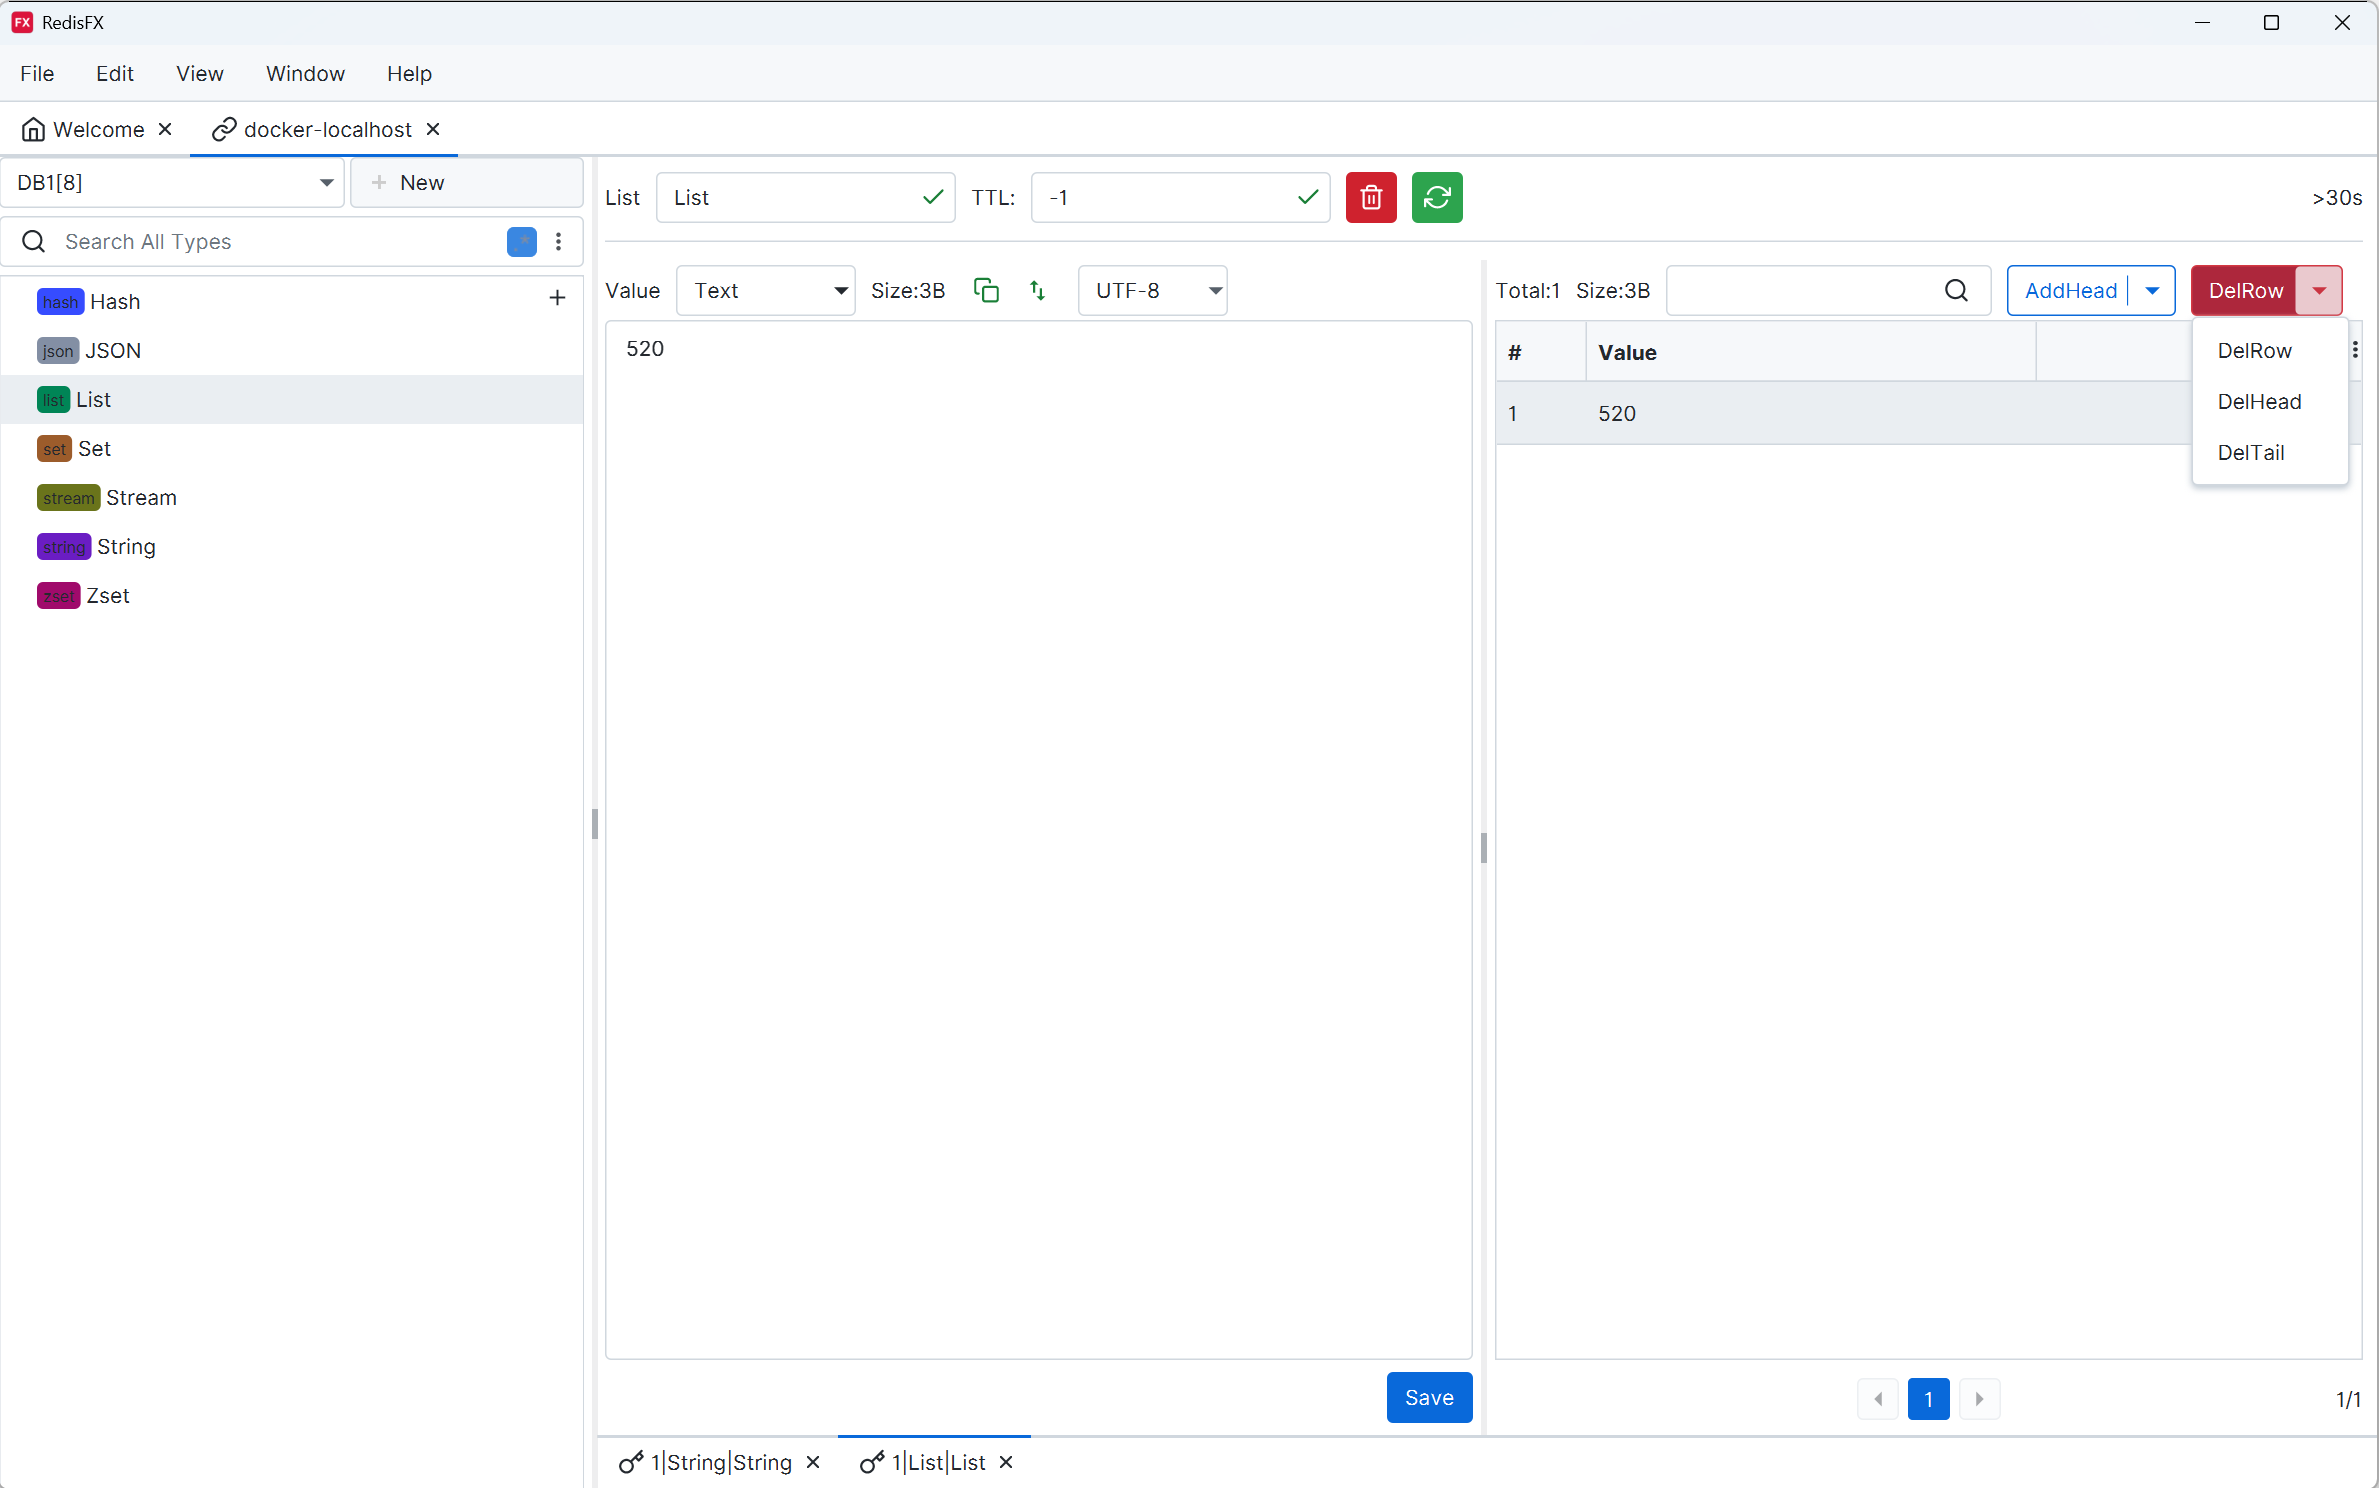 FX RedisFX
File Edit View Window Help
Welcome docker-localhost
DB1[8] + New
Search All Types .*
hash Hash
json JSON
list List
set Set
stream Stream
string String
zset Zset
List List TTL: -1 >30s
Value Text Size:3B UTF-8
520
Total:1 Size:3B AddHead DelRow
# Value
1 520
DelRow
DelHead
DelTail
Save
1 1/1
1|String|String 1|List|List